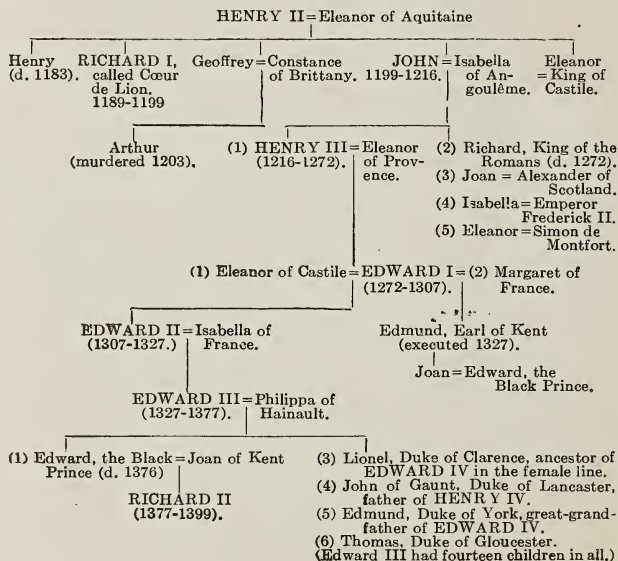 HENRY II=Eleanor of Aquitaine
Henry
(d. 1183).
RICHARD I,
called Cœur
de Lion.
1189-1199
Geoffrey=Constance
of Brittany.
JOHN=Isabella
1199-1216. of An-
goulême.
Eleanor
=King of
Castile.
Arthur
(murdered 1203).
(1) HENRY III=Eleanor
(1216-1272). of Prov-
ence.
(2) Richard, King of the
Romans (d. 1272).
(3) Joan=Alexander of
Scotland.
(4) Isabella=Emperor
Frederick II.
(5) Eleanor=Simon de
Montfort.
(1) Eleanor of Castile=EDWARD I=(2) Margaret of
(1272-1307). France.
EDWARD II=Isabella of
(1307-1327.) France.
Edmund, Earl of Kent
(executed 1327).
Joan=Edward, the
Black Prince.
EDWARD III=Philippa of
(1327-1377). Hainault.
(1) Edward, the Black=Joan of Kent
Prince (d. 1376)
RICHARD II
(1377-1399).
(3) Lionel, Duke of Clarence, ancestor of
EDWARD IV in the female line.
(4) John of Gaunt, Duke of Lancaster,
father of HENRY IV.
(5) Edmund, Duke of York, great-grand-
father of EDWARD IV.
(6) Thomas, Duke of Gloucester.
(Edward III had fourteen children in all.)